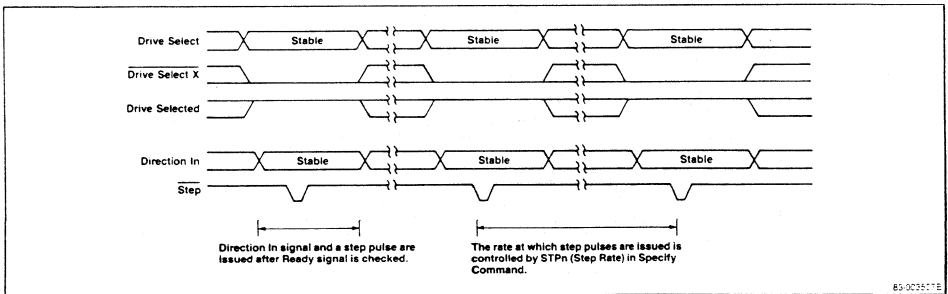 Drive Select
Stable
Stable
Stable
Drive Select X
Drive Selected
Direction In
Stable
Stable
Stable
Step
Direction In signal and a step pulse are
issued after Ready signal is checked.
The rate at which step pulses are issued is
controlled by STPn (Step Rate) in Specify
Command.